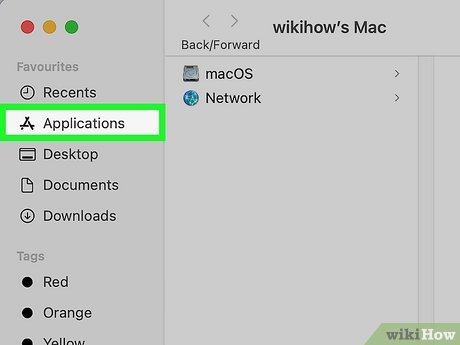 wikihow's Mac
Back/Forward
Favourites
Recents
Applications
Desktop
Documents
Downloads
Tags
Red
Orange
Yellow
macOS
Network
wikiHow